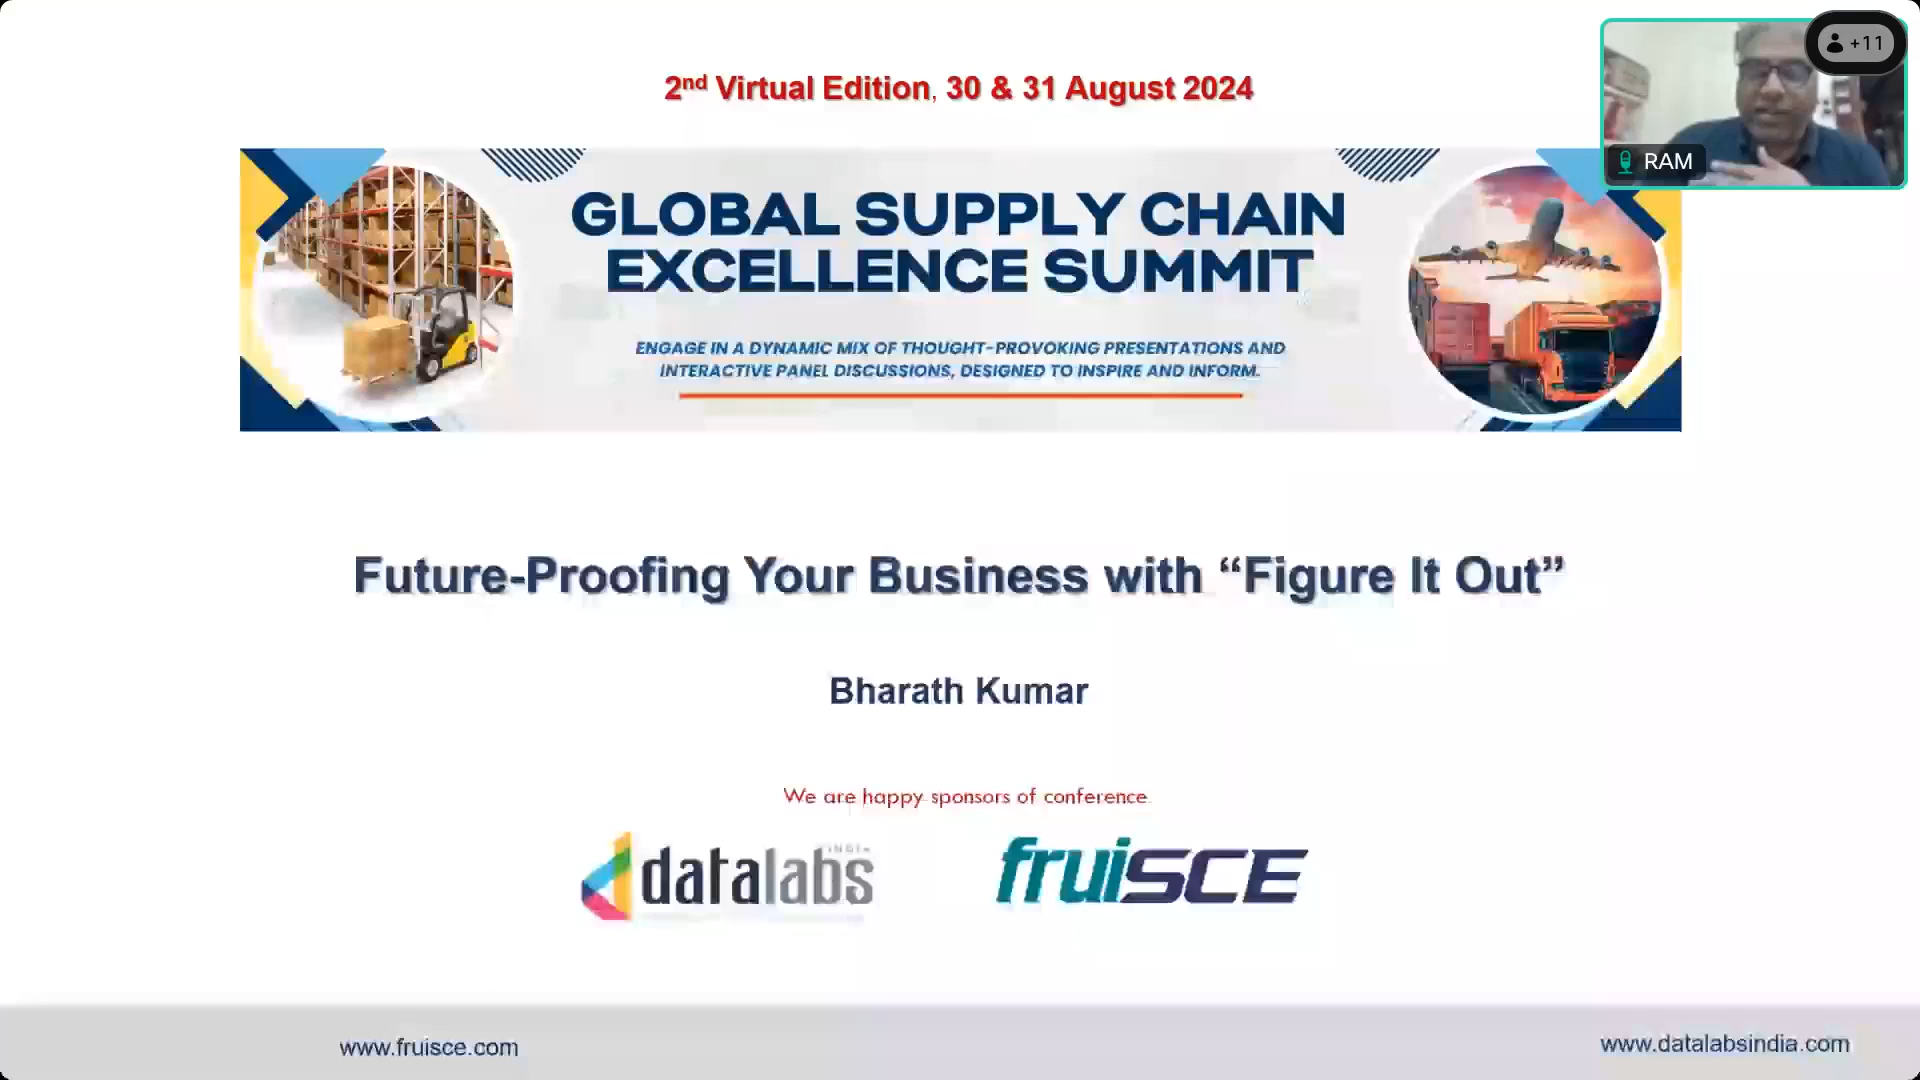 2nd Virtual Edition, 30 & 31 August 2024
+11
RAM
GLOBAL SUPPLY CHAIN
EXCELLENCE SUMMIT
ENGAGE IN A DYNAMIC MIX OF THOUGHT-PROVOKING PRESENTATIONS AND
INTERACTIVE PANEL DISCUSSIONS, DESIGNED TO INSPIRE AND INFORM.
Future-Proofing Your Business with “Figure It Out”
Bharath Kumar
We are happy sponsors of conference
datalabs
INDIA
fruiSCE
www.fruisce.com
www.datalabsindia.com